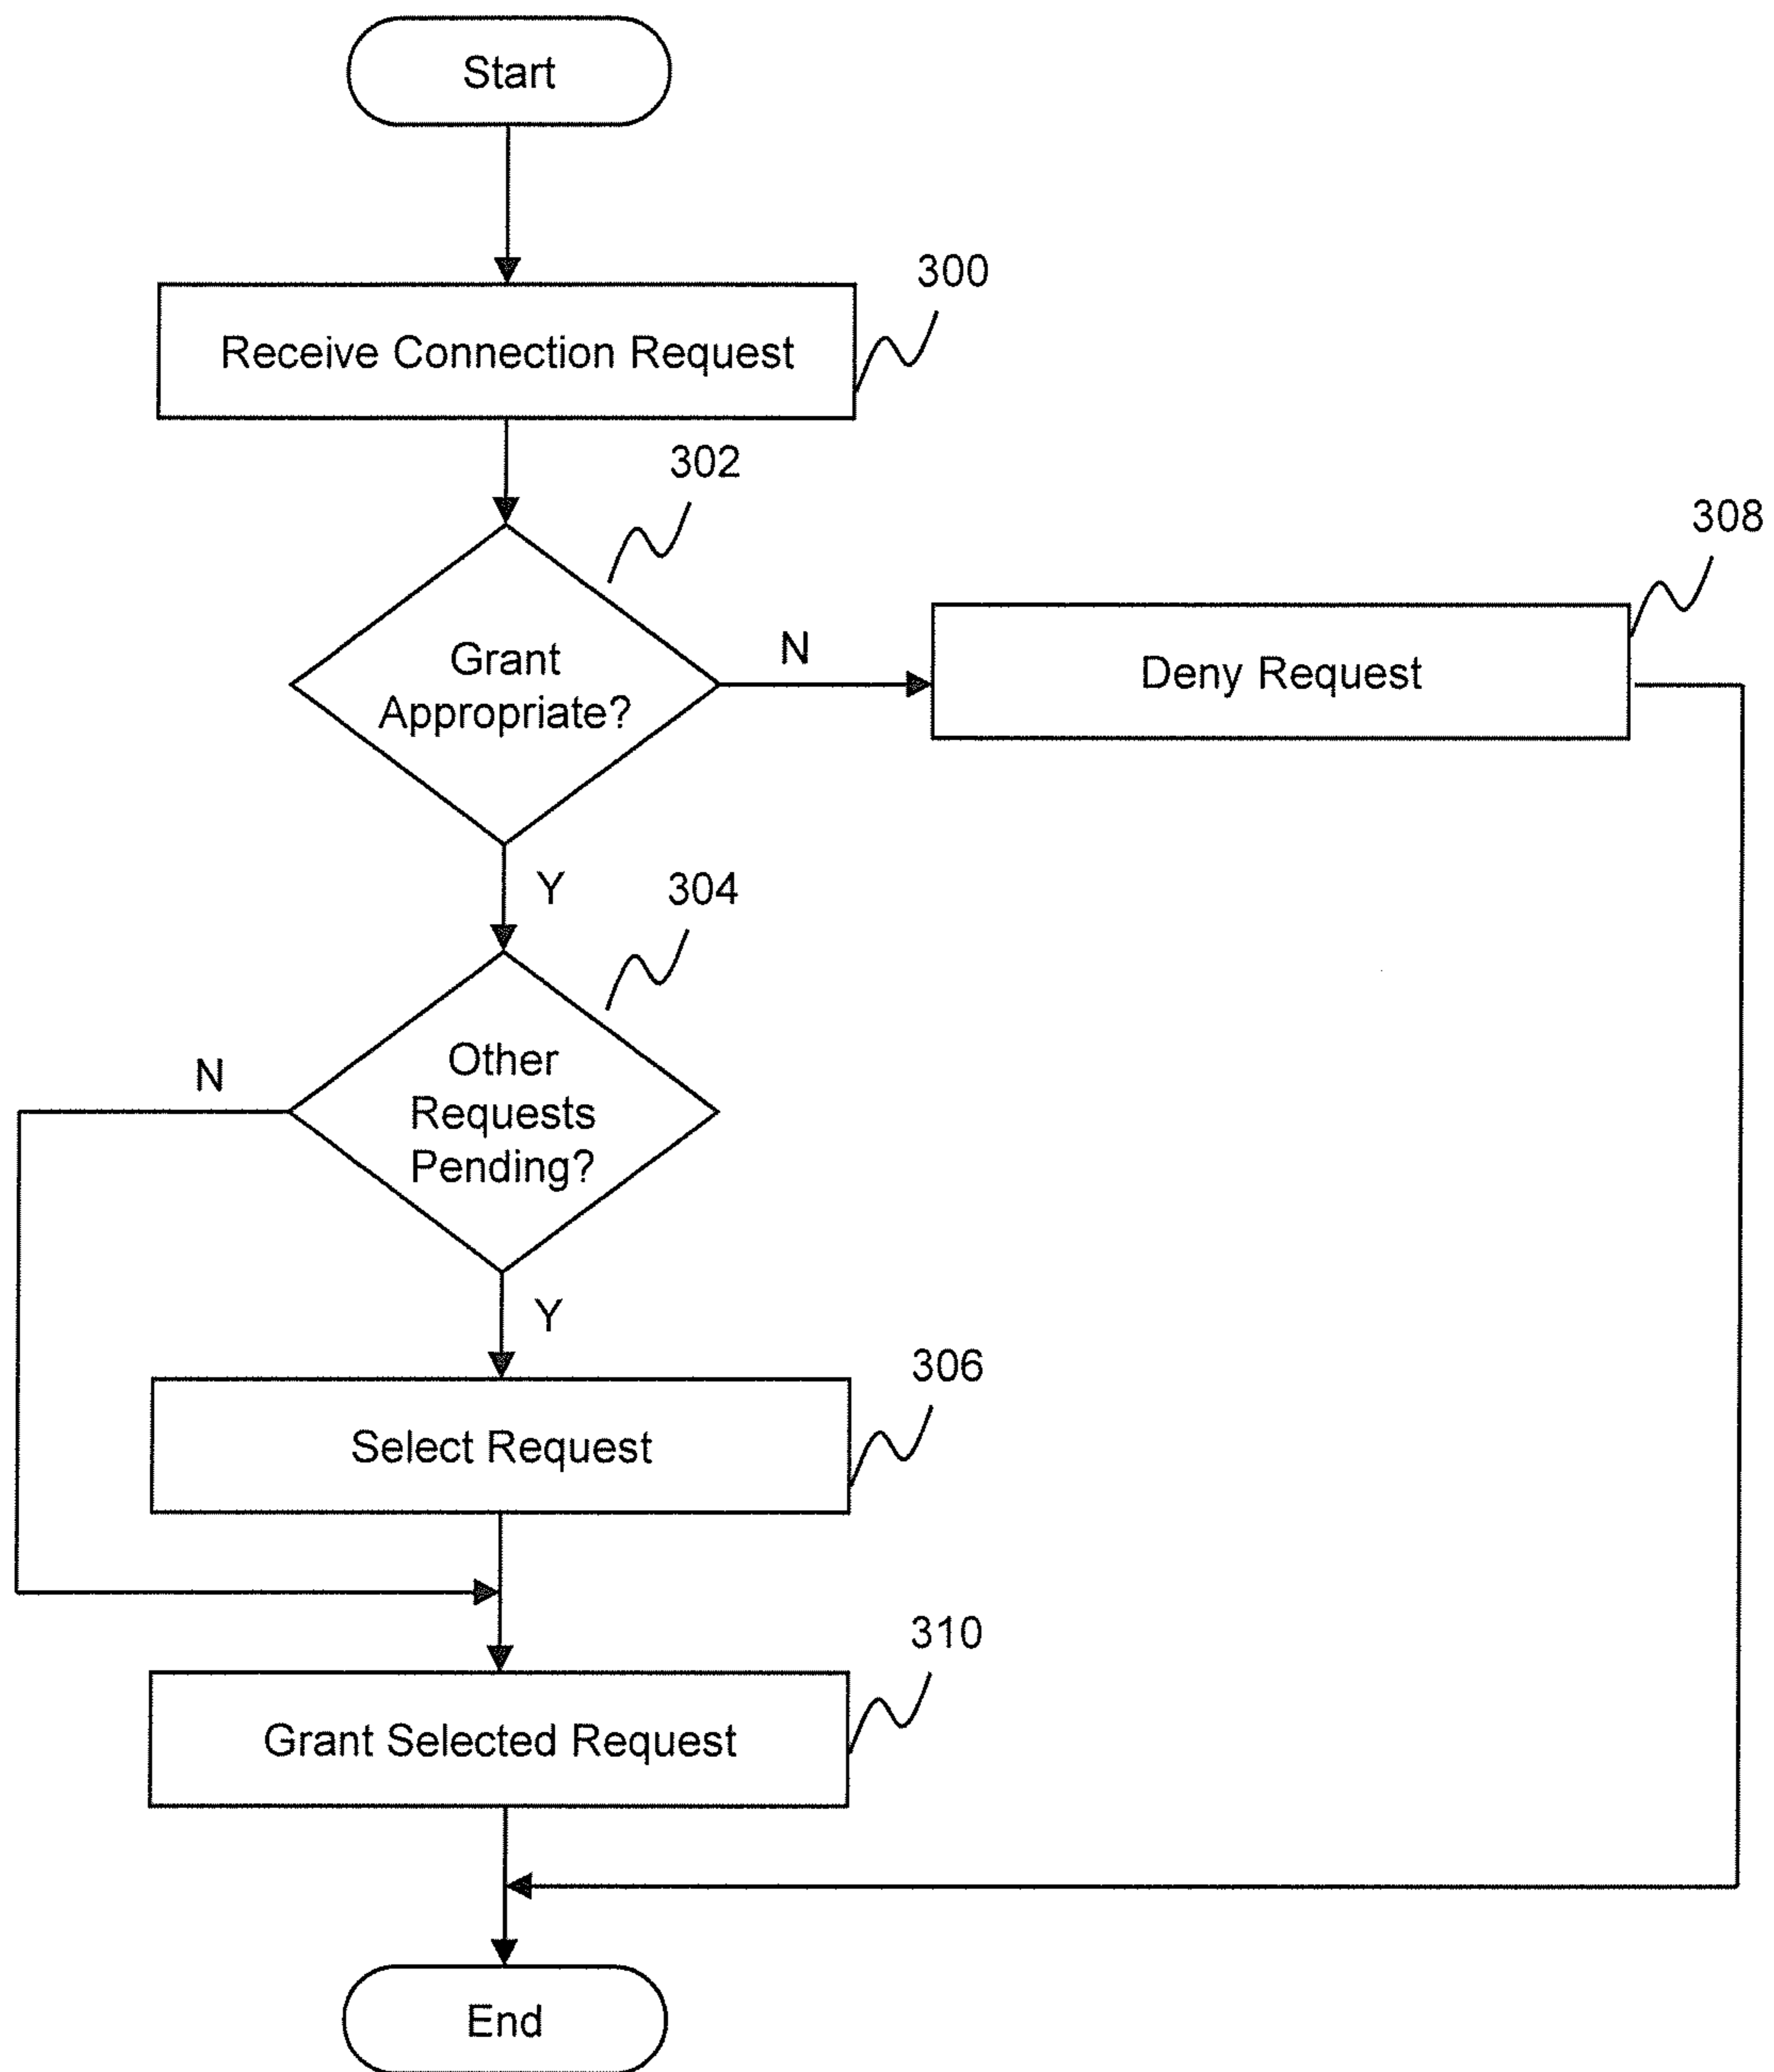 Start
300
Receive Connection Request
302
308
Grant
Appropriate?
N
Deny Request
Y
304
Other
Requests
Pending?
N
Y
306
Select Request
310
Grant Selected Request
End